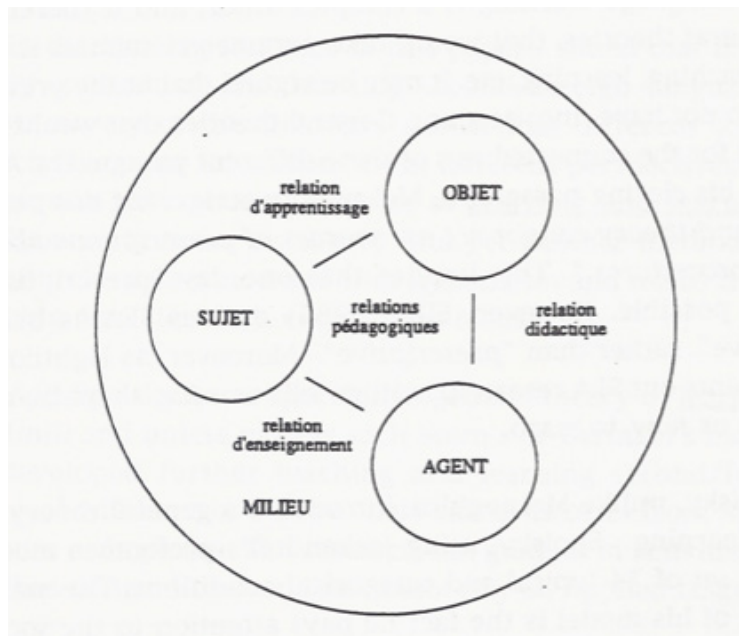 OBJET
relation
d'apprentissage
SUJET
relations
pédagogiques
relation
didactique
relation
d'enseignement
AGENT
MILIEU